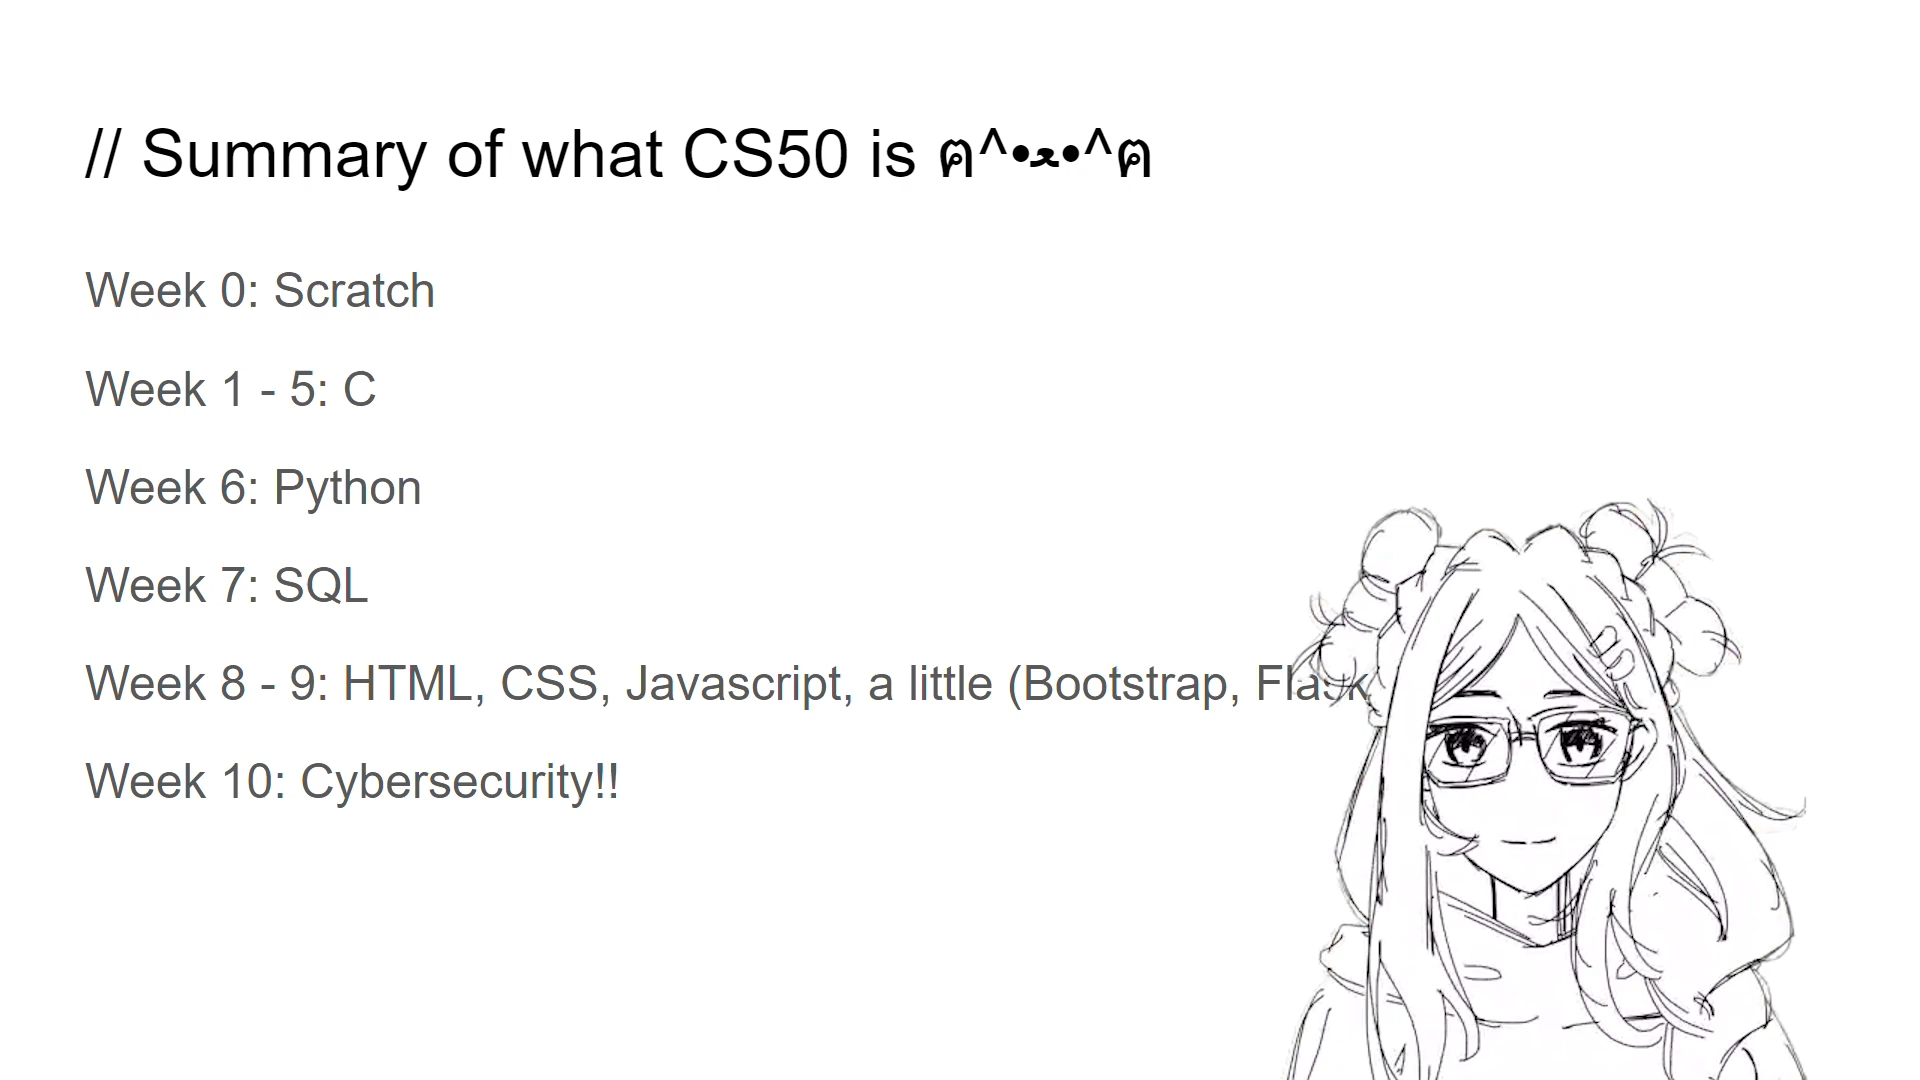 // Summary of what CS50 is ฅ^•ﻌ•^ฅ
Week 0: Scratch
Week 1 - 5: C
Week 6: Python
Week 7: SQL
Week 8 - 9: HTML, CSS, Javascript, a little (Bootstrap, Flask
Week 10: Cybersecurity!!